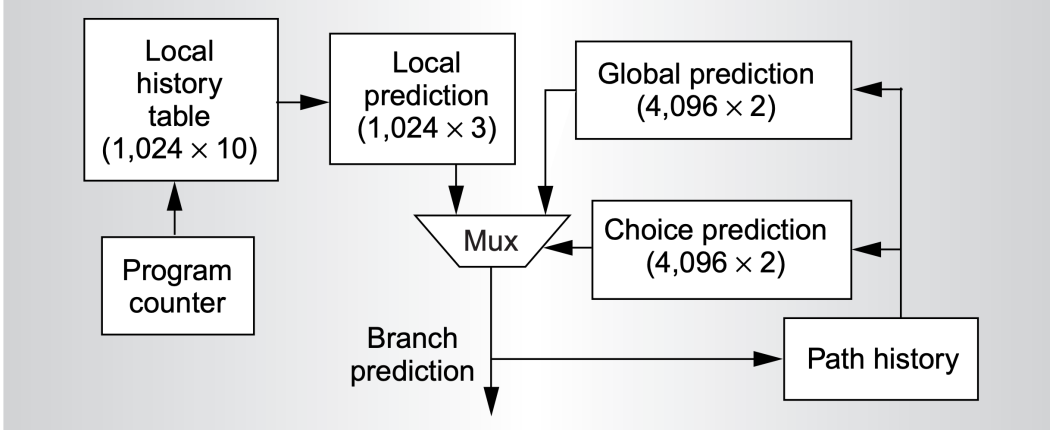 Local
history
table
(1,024 × 10)
Local
prediction
(1,024 × 3)
Global prediction
(4,096 × 2)
Program
counter
Mux
Choice prediction
(4,096 × 2)
Branch
prediction
Path history